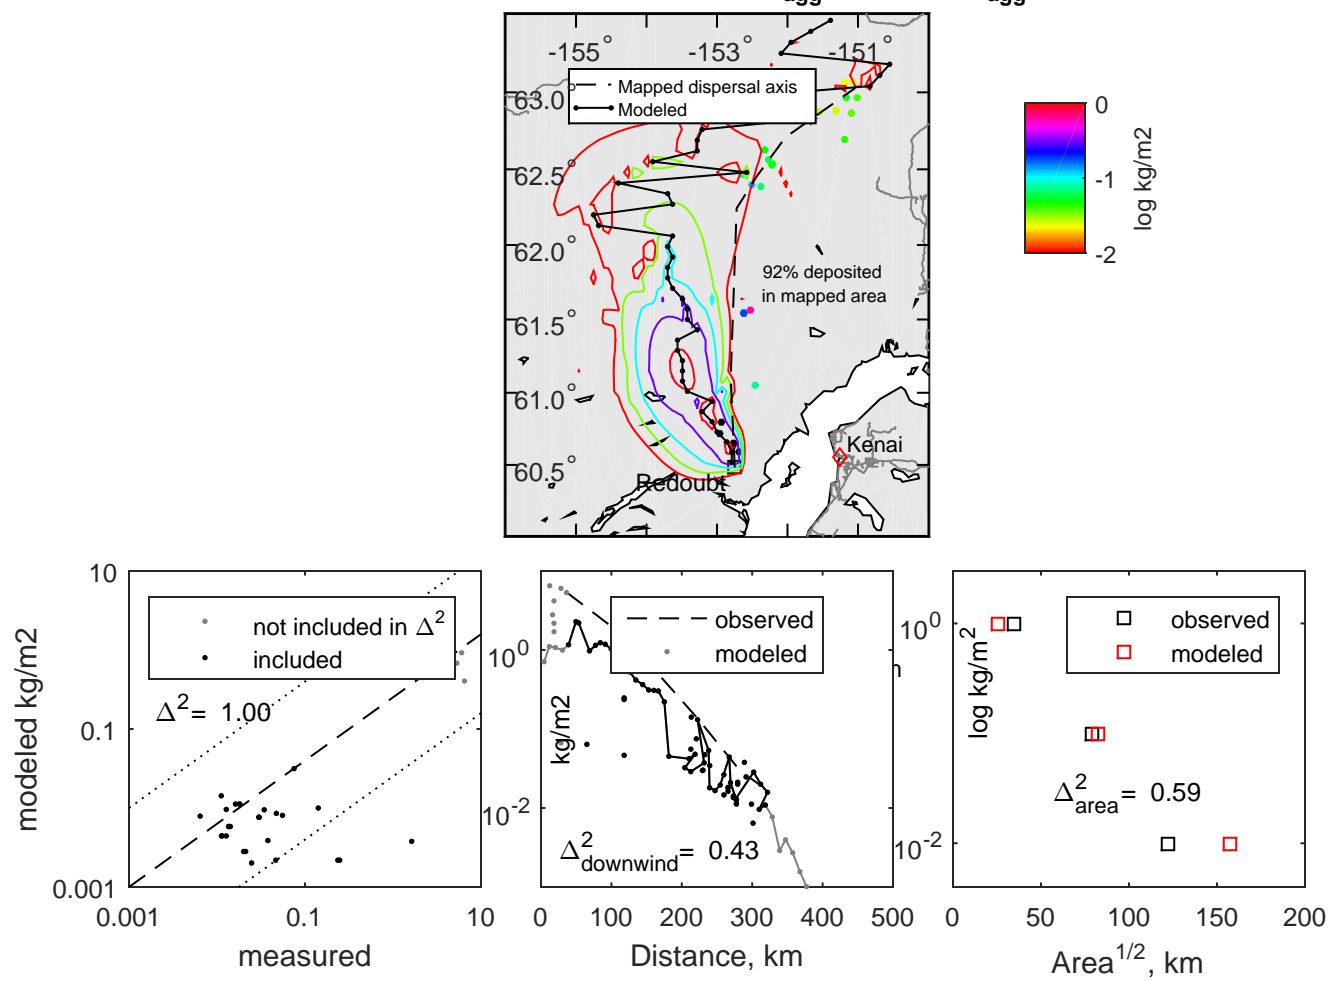 agg agg
-155° -153° -151°
Mapped dispersal axis
Modeled
63.0
62.5°
62.0°
61.5°
61.0°
60.5°
92% deposited
in mapped area
Kenai
Redoubt
0
-1
-2
log kg/m2
10
0.1
0.001
0.001 0.1 10
modeled kg/m2
measured
not included in Δ²
included
Δ²= 1.00
10⁰
10⁻²
kg/m2
observed
modeled
Δ²downwind= 0.43
0 100 200 300 400 500
Distance, km
n
10⁰
10⁻²
log kg/m²
observed
modeled
Δ²area= 0.59
0 50 100 150 200
Area¹ᐟ², km